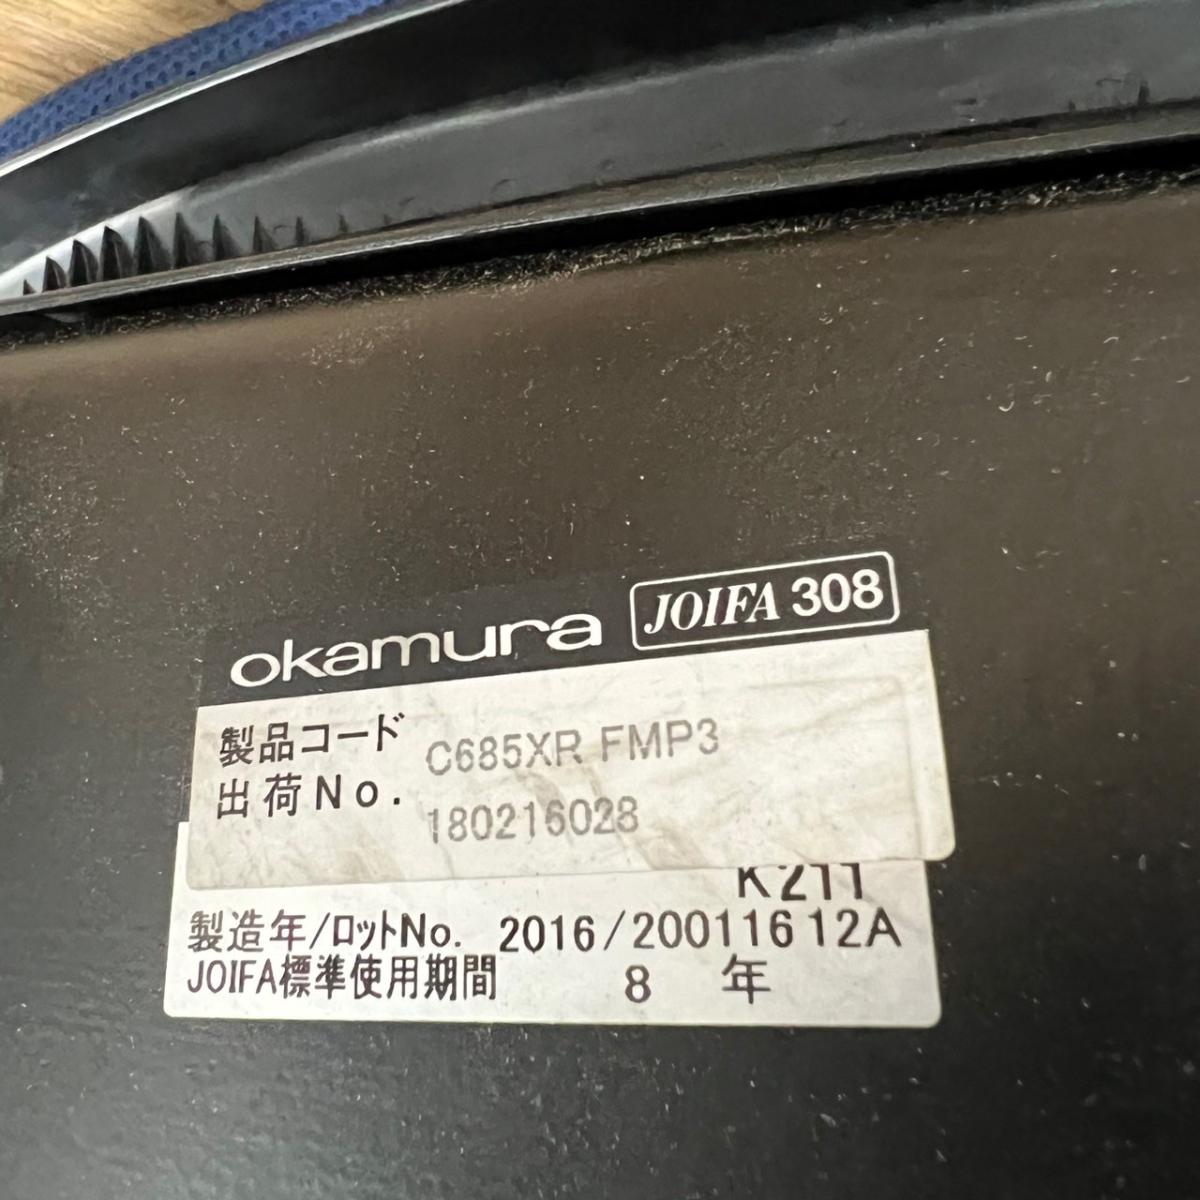 okamura JOIFA 308
製品コード C685XR FMP3
出荷No. 180216028
K211
製造年/ロットNo. 2016/20011612A
JOIFA標準使用期間 8 年